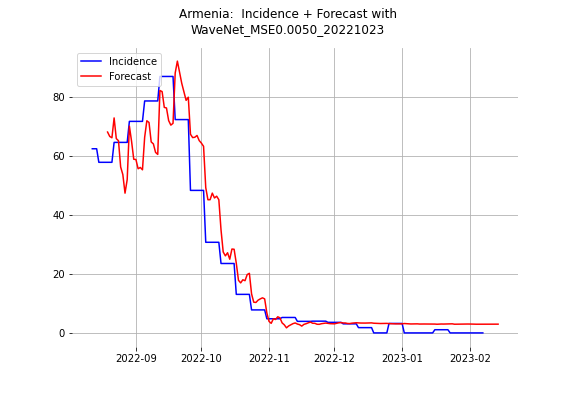 Armenia:  Incidence + Forecast with
WaveNet_MSE0.0050_20221023
Incidence
Forecast
80
60
40
20
0
2022-09
2022-10
2022-11
2022-12
2023-01
2023-02